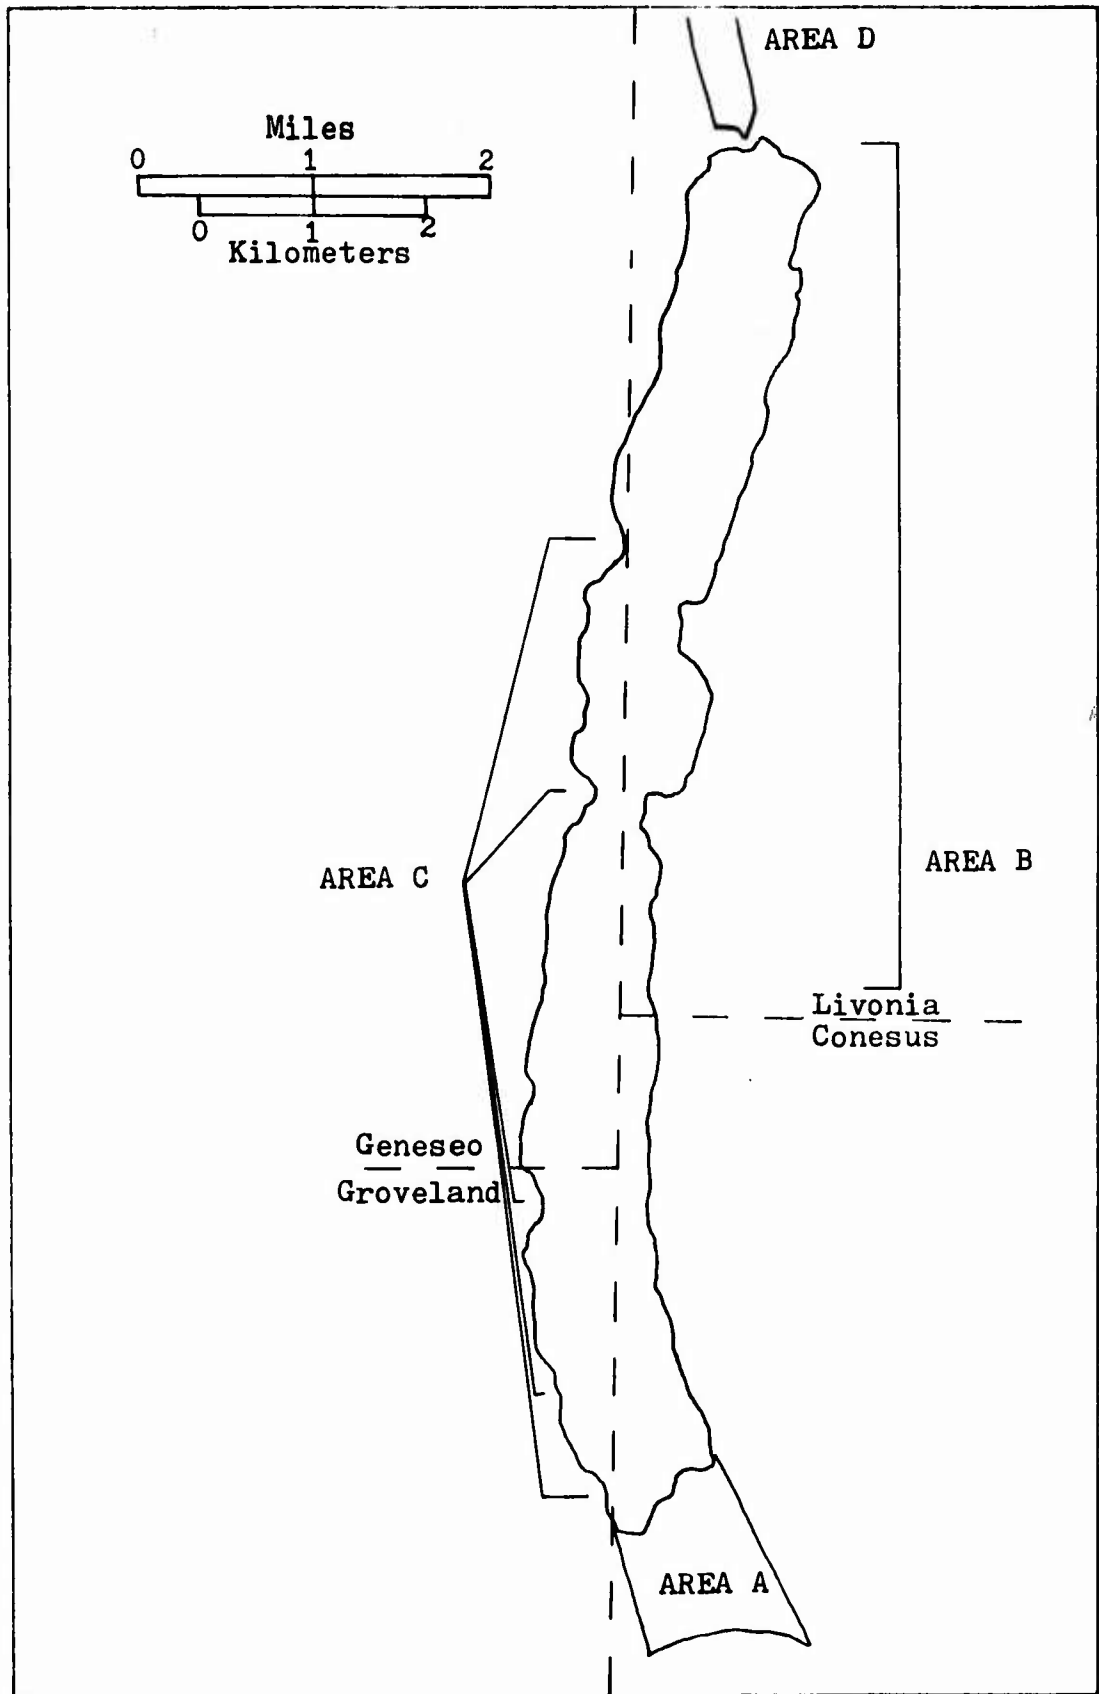 AREA D
Miles
0 1 2
0 1 2
Kilometers
AREA C
AREA B
Livonia
Conesus
Geneseo
Groveland
AREA A